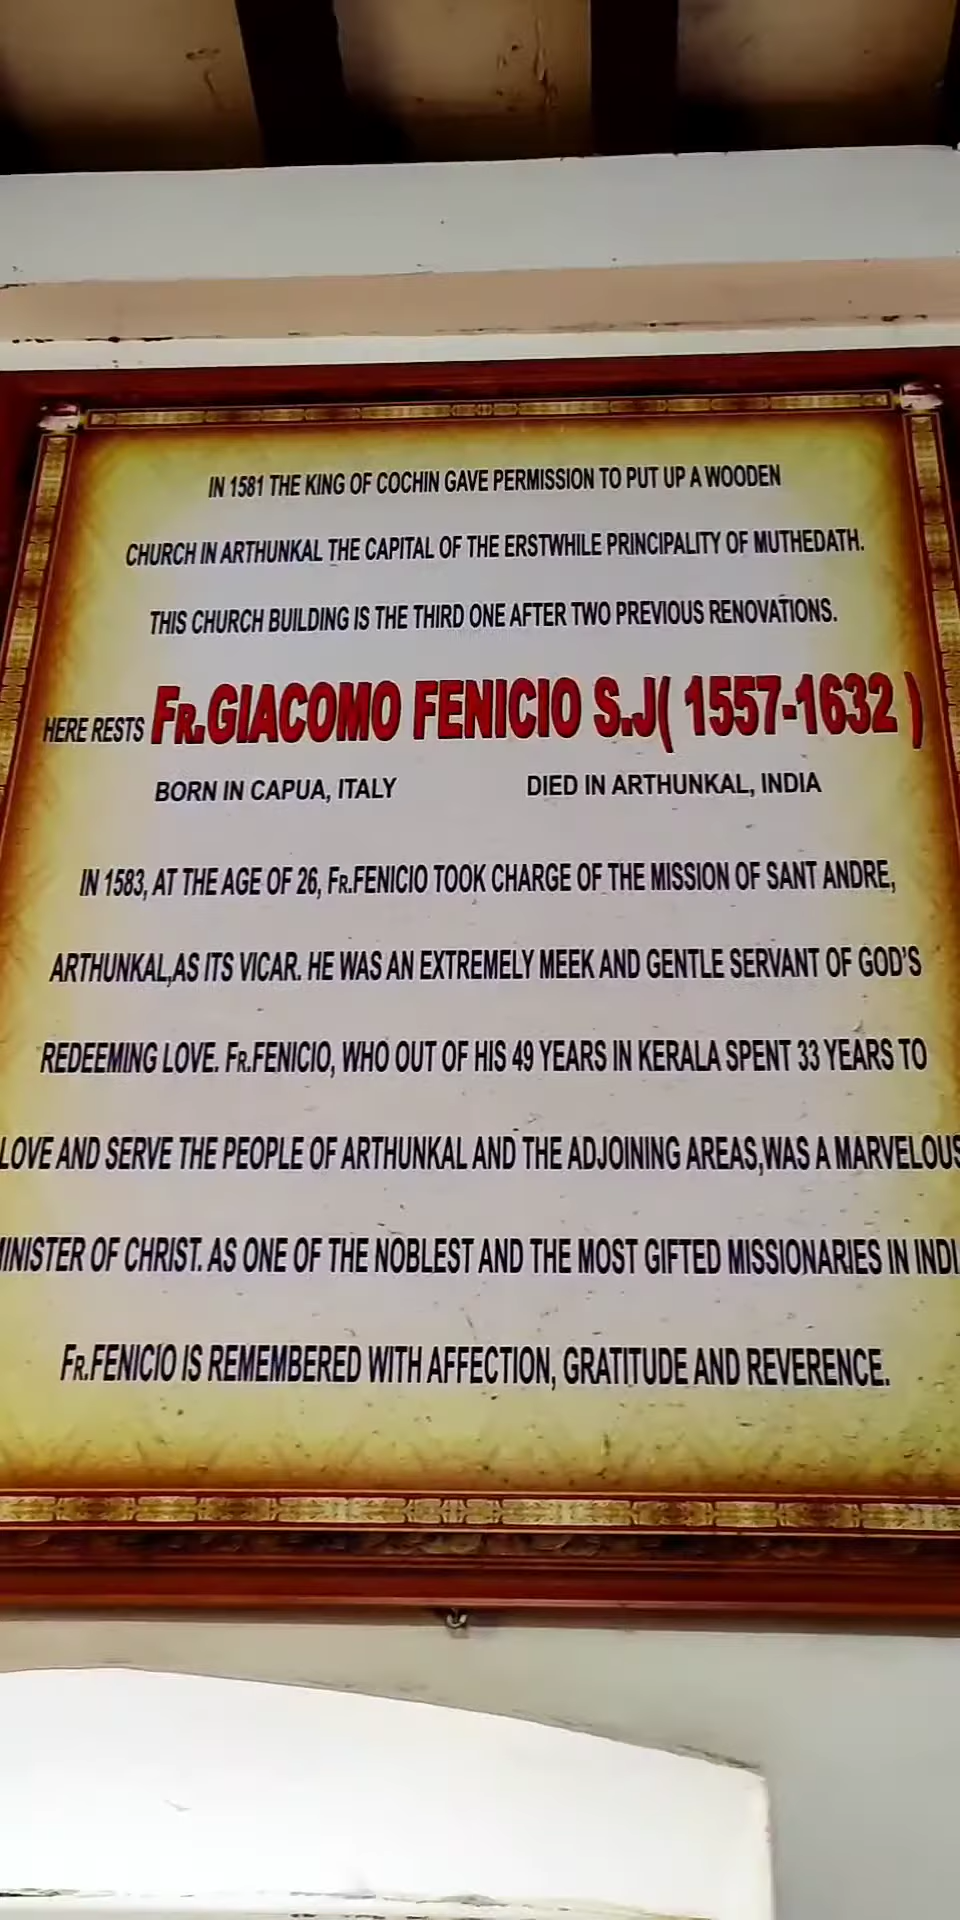 IN 1581 THE KING OF COCHIN GAVE PERMISSION TO PUT UP A WOODEN
CHURCH IN ARTHUNKAL THE CAPITAL OF THE ERSTWHILE PRINCIPALITY OF MUTHEDATH.
THIS CHURCH BUILDING IS THE THIRD ONE AFTER TWO PREVIOUS RENOVATIONS.
HERE RESTS FR.GIACOMO FENICIO S.J( 1557-1632 )
BORN IN CAPUA, ITALY DIED IN ARTHUNKAL, INDIA
IN 1583, AT THE AGE OF 26, FR.FENICIO TOOK CHARGE OF THE MISSION OF SANT ANDRE,
ARTHUNKAL,AS ITS VICAR. HE WAS AN EXTREMELY MEEK AND GENTLE SERVANT OF GOD'S
REDEEMING LOVE. FR.FENICIO, WHO OUT OF HIS 49 YEARS IN KERALA SPENT 33 YEARS TO
LOVE AND SERVE THE PEOPLE OF ARTHUNKAL AND THE ADJOINING AREAS,WAS A MARVELOUS
INISTER OF CHRIST. AS ONE OF THE NOBLEST AND THE MOST GIFTED MISSIONARIES IN INDI
FR.FENICIO IS REMEMBERED WITH AFFECTION, GRATITUDE AND REVERENCE.